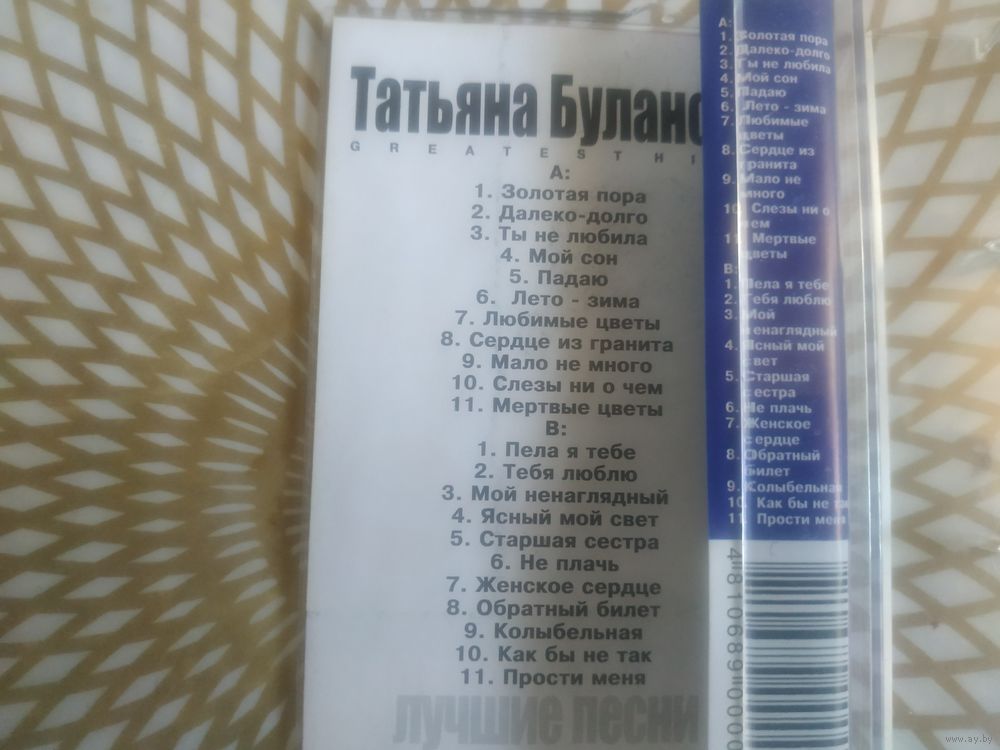 Татьяна Булано
G R E A T E S T H I
A:
1. Золотая пора
2. Далеко-долго
3. Ты не любила
4. Мой сон
5. Падаю
6. Лето - зима
7. Любимые цветы
8. Сердце из гранита
9. Мало не много
10. Слезы ни о чем
11. Мертвые цветы
B:
1. Пела я тебе
2. Тебя люблю
3. Мой ненаглядный
4. Ясный мой свет
5. Старшая сестра
6. Не плачь
7. Женское сердце
8. Обратный билет
9. Колыбельная
10. Как бы не так
11. Прости меня
лучшие песни
A:
1. Золотая пора
2. Далеко-долго
3. Ты не любила
4. Мой сон
5. Падаю
6. Лето - зима
7. Любимые
цветы
8. Сердце из
гранита
9. Мало не
много
10. Слезы ни о
чем
11. Мертвые
цветы
B:
1. Пела я тебе
2. Тебя люблю
3. Мой
ненаглядный
4. Ясный мой
свет
5. Старшая
сестра
6. Не плачь
7. Женское
сердце
8. Обратный
билет
9. Колыбельная
10. Как бы не так
11. Прости меня
4 810689 0000
www.ay.by